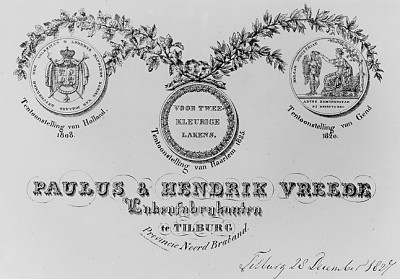 Tentoonstelling van Holland.
1808.
VOOR TWEE-
KLEURIGE
LAKENS.
Tentoonstelling van Haarlem 1825.
Tentoonstelling van Gend
1820.
PAULUS & HENDRIK VREEDE
Lakenfabrykanten
te TILBURG
Provincie Noord Braband.
Tilburg 28 December 1827